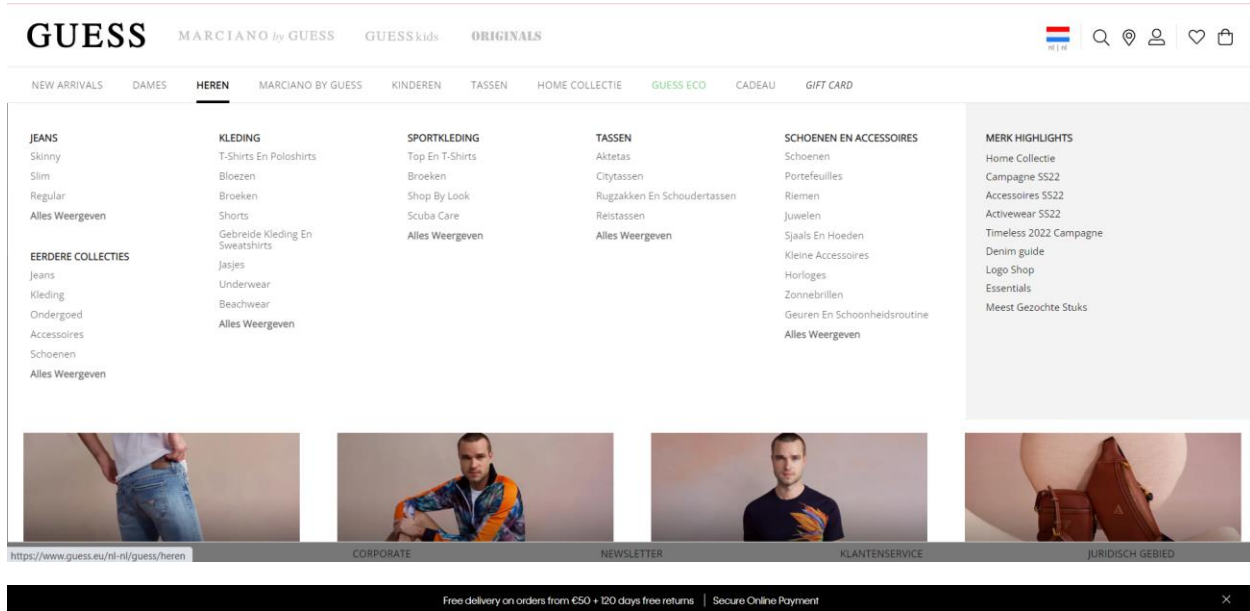 GUESS MARCIANO by GUESS GUESS kids ORIGINALS
nl | nl
NEW ARRIVALS DAMES HEREN MARCIANO BY GUESS KINDEREN TASSEN HOME COLLECTIE GUESS ECO CADEAU GIFT CARD
JEANS
Skinny
Slim
Regular
Alles Weergeven
EERDERE COLLECTIES
Jeans
Kleding
Ondergoed
Accessoires
Schoenen
Alles Weergeven
KLEDING
T-Shirts En Poloshirts
Bloezen
Broeken
Shorts
Gebreide Kleding En
Sweatshirts
Jasjes
Underwear
Beachwear
Alles Weergeven
SPORTKLEDING
Top En T-Shirts
Broeken
Shop By Look
Scuba Care
Alles Weergeven
TASSEN
Aktetas
Citytassen
Rugzakken En Schoudertassen
Reistassen
Alles Weergeven
SCHOENEN EN ACCESSOIRES
Schoenen
Portefeuilles
Riemen
Juwelen
Sjaals En Hoeden
Kleine Accessoires
Horloges
Zonnebrillen
Geuren En Schoonheidsroutine
Alles Weergeven
MERK HIGHLIGHTS
Home Collectie
Campagne SS22
Accessoires SS22
Activewear SS22
Timeless 2022 Campagne
Denim guide
Logo Shop
Essentials
Meest Gezochte Stuks
https://www.guess.eu/nl-nl/guess/heren CORPORATE NEWSLETTER KLANTENSERVICE JURIDISCH GEBIED
Free delivery on orders from €50 + 120 days free returns | Secure Online Payment